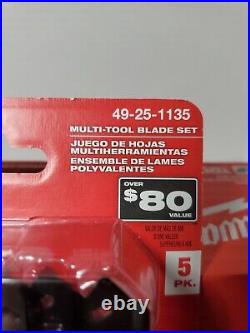 49-25-1135
MULTI-TOOL BLADE SET
JUEGO DE HOJAS
MULTIHERRAMIENTAS
ENSEMBLE DE LAMES
POLYVALENTES
OVER
$80
VALUE
5
PK.